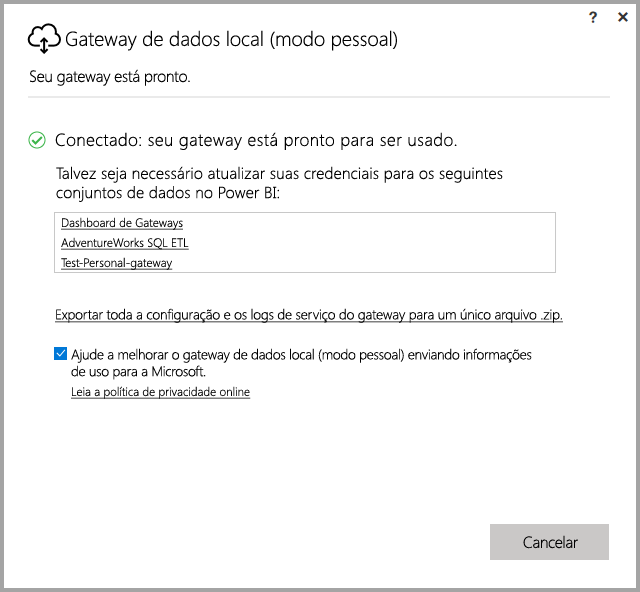 ? ×
Gateway de dados local (modo pessoal)
Seu gateway está pronto.
Conectado: seu gateway está pronto para ser usado.
Talvez seja necessário atualizar suas credenciais para os seguintes
conjuntos de dados no Power BI:
Dashboard de Gateways
AdventureWorks SQL ETL
Test-Personal-gateway
Exportar toda a configuração e os logs de serviço do gateway para um único arquivo .zip.
Ajude a melhorar o gateway de dados local (modo pessoal) enviando informações
de uso para a Microsoft.
Leia a política de privacidade online
Cancelar